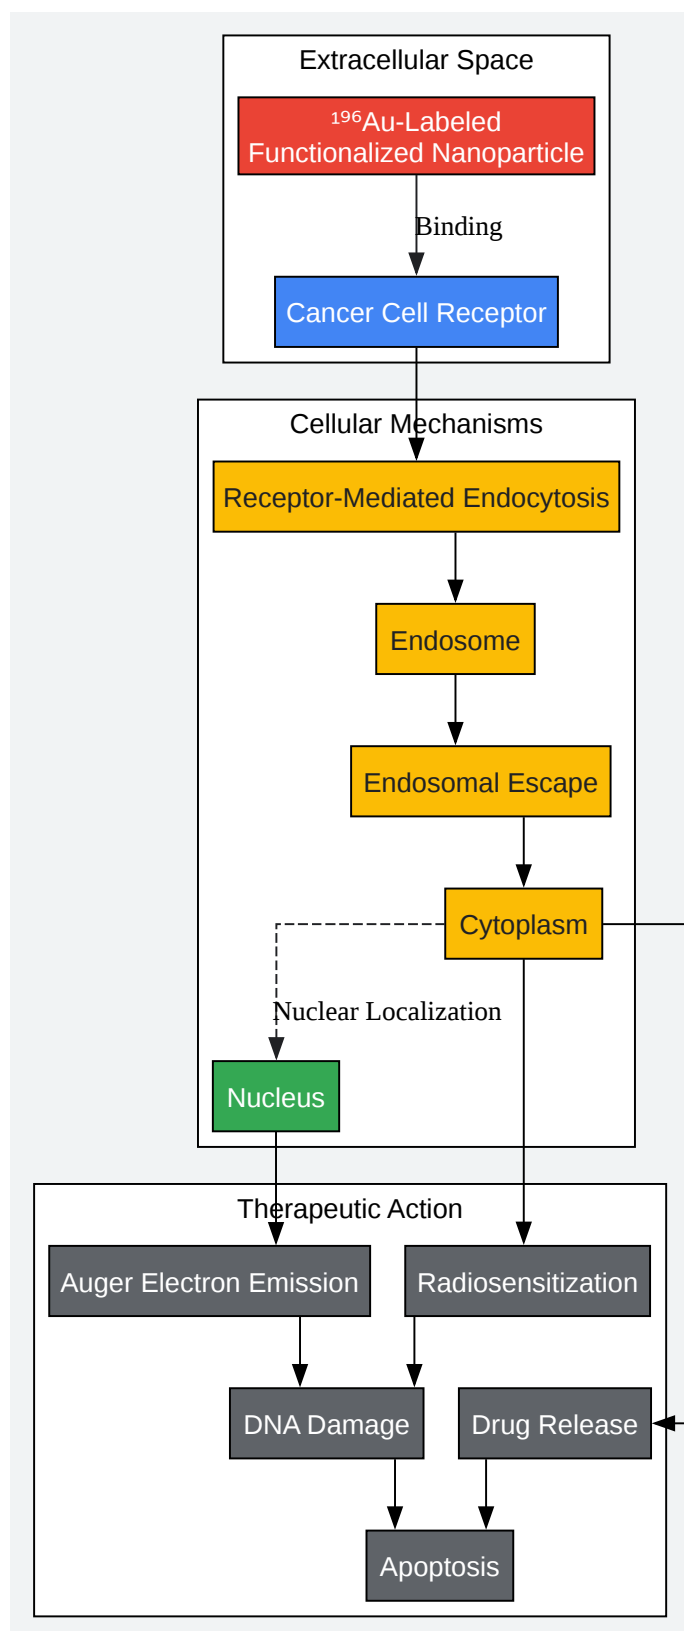 Extracellular Space
¹⁹⁶Au-Labeled
Functionalized Nanoparticle
Binding
Cancer Cell Receptor
Cellular Mechanisms
Receptor-Mediated Endocytosis
Endosome
Endosomal Escape
Cytoplasm
Nuclear Localization
Nucleus
Therapeutic Action
Auger Electron Emission
Radiosensitization
DNA Damage
Drug Release
Apoptosis